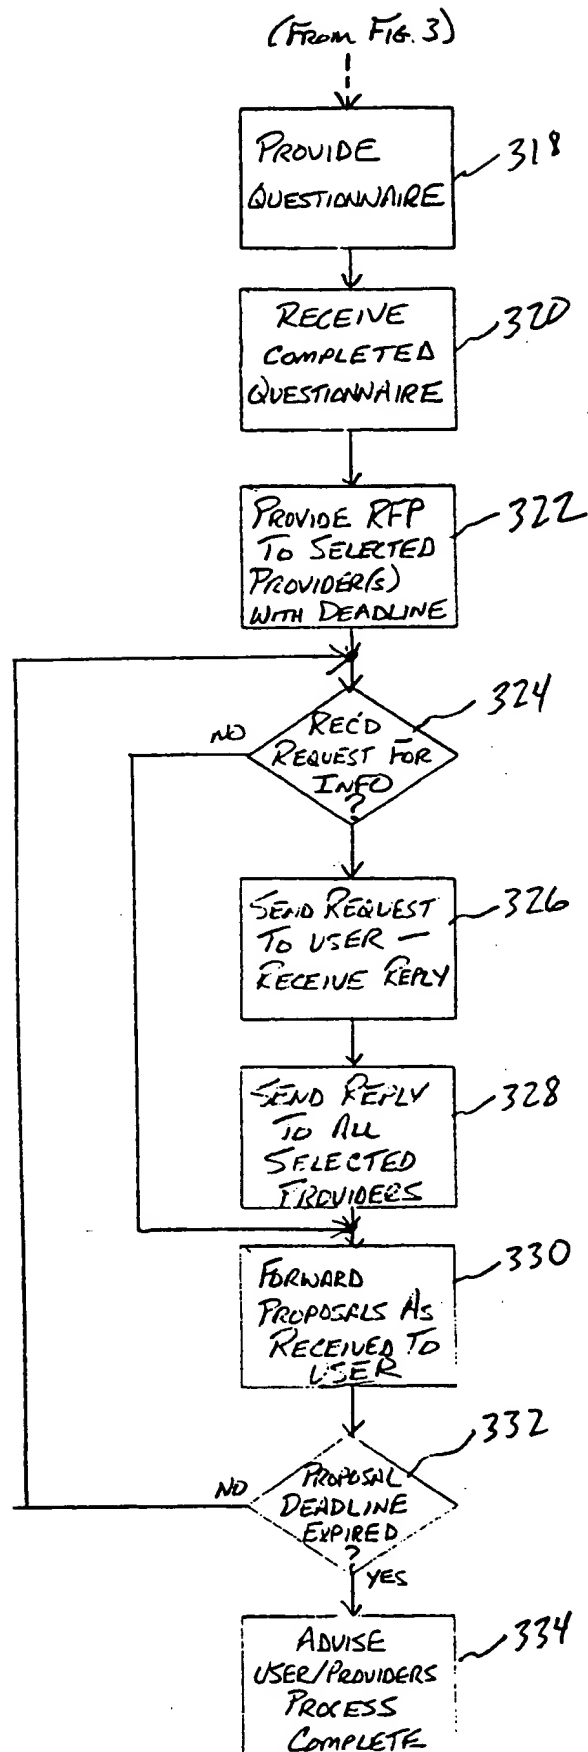 (FROM FIG. 3)
PROVIDE
QUESTIONNAIRE
318
RECEIVE
COMPLETED
QUESTIONNAIRE
320
PROVIDE RFP
TO SELECTED
PROVIDER(S)
WITH DEADLINE
322
REC'D
REQUEST FOR
INFO
?
324
NO
SEND REQUEST
TO USER —
RECEIVE REPLY
326
SEND REPLY
TO ALL
SELECTED
PROVIDERS
328
FORWARD
PROPOSALS AS
RECEIVED TO
USER
330
PROPOSAL
DEADLINE
EXPIRED
?
332
NO
YES
ADVISE
USER/PROVIDERS
PROCESS
COMPLETE
334